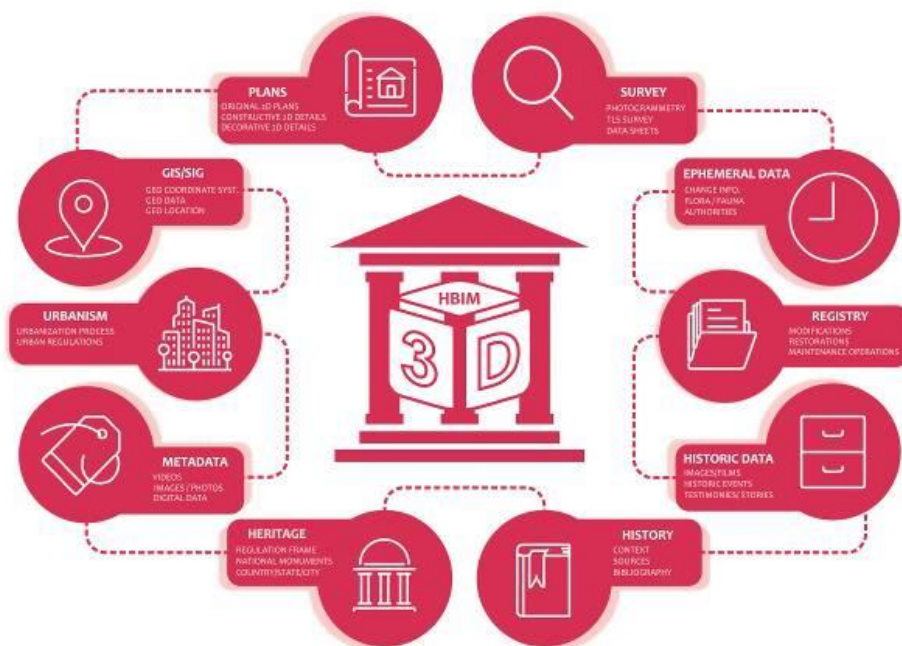 PLANS
ORIGINAL 2D PLANS
CONSTRUCTIVE 2D DETAILS
DECORATIVE 2D DETAILS
SURVEY
PHOTOGRAMMETRY
TLS SURVEY
DATA SHEETS
GIS/SIG
GEO COORDINATE SYST.
GEO DATA
GEO LOCATION
EPHEMERAL DATA
CHANGE INFO.
FLORA / FAUNA
AUTHORITIES
HBIM
3D
URBANISM
URBANIZATION PROCESS
URBAN REGULATIONS
REGISTRY
MODIFICATIONS
RESTORATIONS
MAINTENANCE OPERATIONS
METADATA
VIDEOS
IMAGES / PHOTOS
DIGITAL DATA
HISTORIC DATA
IMAGES/FILMS
HISTORIC EVENTS
TESTIMONIES/ STORIES
HERITAGE
REGULATION FRAME
NATIONAL MONUMENTS
COUNTRY/STATE/CITY
HISTORY
CONTEXT
SOURCES
BIBLIOGRAPHY